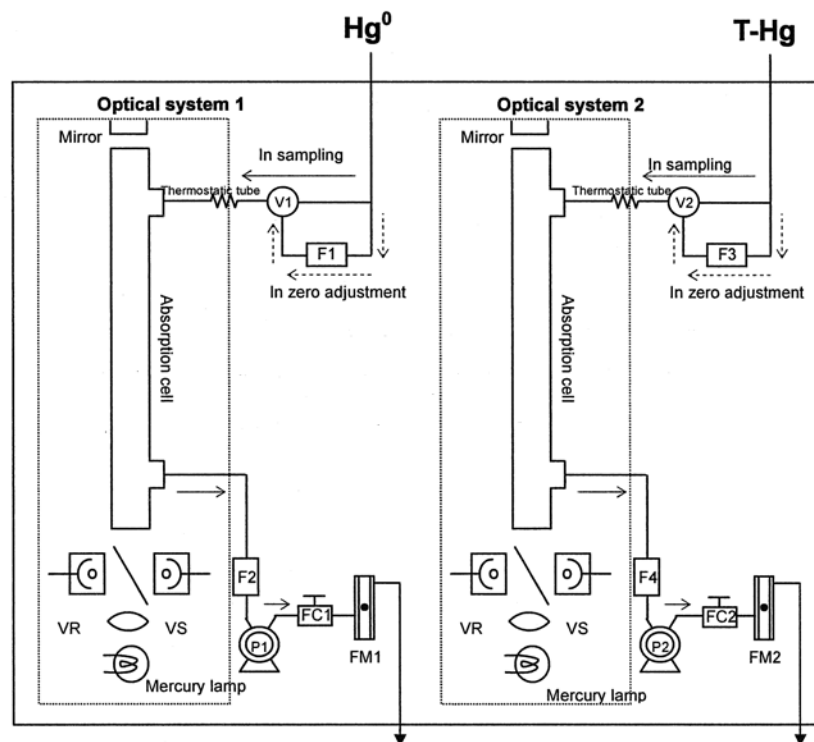 Hg⁰
T-Hg
Optical system 1
Mirror
In sampling
Thermostatic tube
V1
F1
In zero adjustment
Absorption cell
F2
VR
VS
P1
FC1
FM1
Mercury lamp
Optical system 2
Mirror
In sampling
Thermostatic tube
V2
F3
In zero adjustment
Absorption cell
F4
VR
VS
P2
FC2
FM2
Mercury lamp